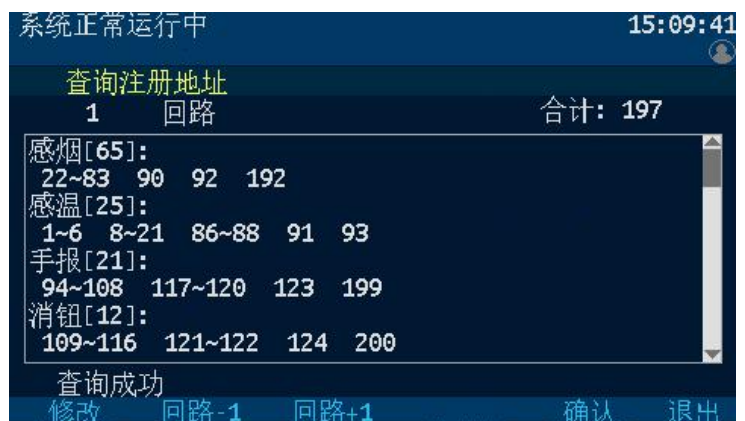 系统正常运行中 15:09:41
查询注册地址
1 回路 合计: 197
感烟[65]:
22~83 90 92 192
感温[25]:
1~6 8~21 86~88 91 93
手报[21]:
94~108 117~120 123 199
消钮[12]:
109~116 121~122 124 200
查询成功
修改 回路-1 回路+1 确认 退出